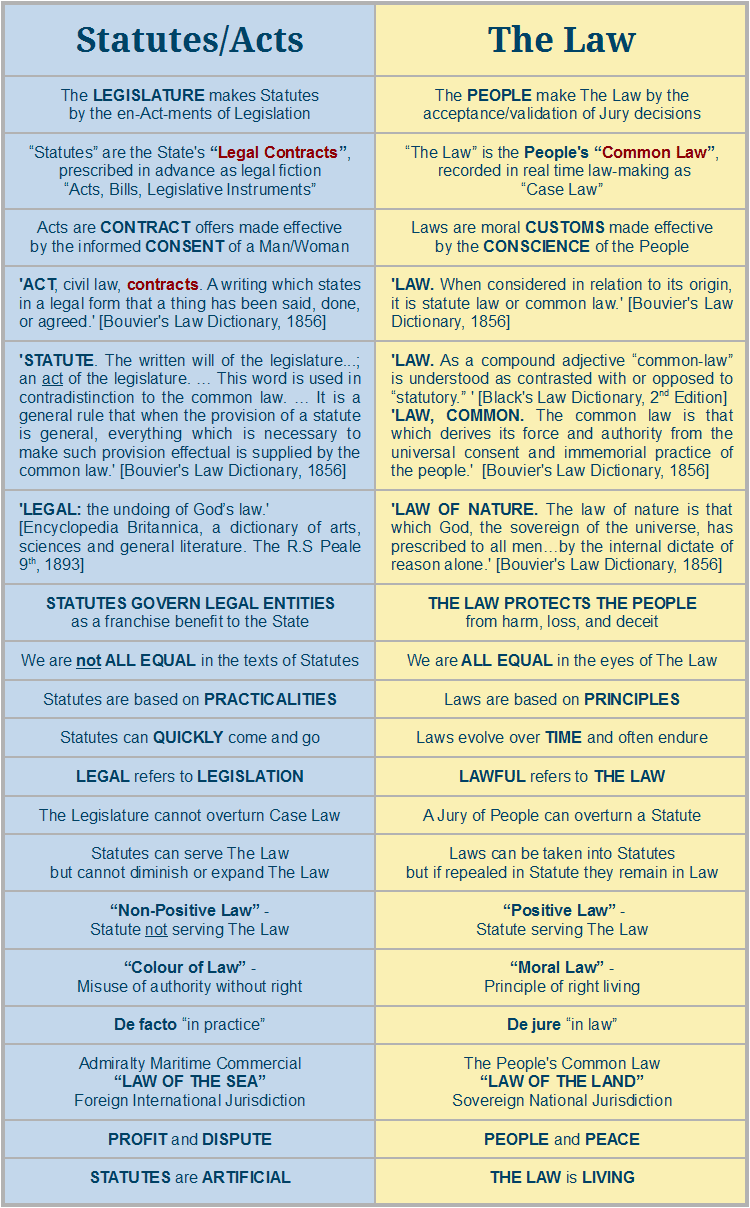 Statutes/Acts
The Law
The LEGISLATURE makes Statutes
by the en-Act-ments of Legislation
The PEOPLE make The Law by the
acceptance/validation of Jury decisions
“Statutes” are the State's “Legal Contracts”,
prescribed in advance as legal fiction
“Acts, Bills, Legislative Instruments”
“The Law” is the People's “Common Law”,
recorded in real time law-making as
“Case Law”
Acts are CONTRACT offers made effective
by the informed CONSENT of a Man/Woman
Laws are moral CUSTOMS made effective
by the CONSCIENCE of the People
'ACT, civil law, contracts. A writing which states
in a legal form that a thing has been said, done,
or agreed.' [Bouvier's Law Dictionary, 1856]
'LAW. When considered in relation to its origin,
it is statute law or common law.' [Bouvier's Law
Dictionary, 1856]
'STATUTE. The written will of the legislature...;
an act of the legislature. ... This word is used in
contradistinction to the common law. ... It is a
general rule that when the provision of a statute
is general, everything which is necessary to
make such provision effectual is supplied by the
common law.' [Bouvier's Law Dictionary, 1856]
'LAW. As a compound adjective “common-law”
is understood as contrasted with or opposed to
“statutory.” ' [Black's Law Dictionary, 2nd Edition]
'LAW, COMMON. The common law is that
which derives its force and authority from the
universal consent and immemorial practice of
the people.' [Bouvier's Law Dictionary, 1856]
'LEGAL: the undoing of God's law.'
[Encyclopedia Britannica, a dictionary of arts,
sciences and general literature. The R.S Peale
9th, 1893]
'LAW OF NATURE. The law of nature is that
which God, the sovereign of the universe, has
prescribed to all men...by the internal dictate of
reason alone.' [Bouvier's Law Dictionary, 1856]
STATUTES GOVERN LEGAL ENTITIES
as a franchise benefit to the State
THE LAW PROTECTS THE PEOPLE
from harm, loss, and deceit
We are not ALL EQUAL in the texts of Statutes
We are ALL EQUAL in the eyes of The Law
Statutes are based on PRACTICALITIES
Laws are based on PRINCIPLES
Statutes can QUICKLY come and go
Laws evolve over TIME and often endure
LEGAL refers to LEGISLATION
LAWFUL refers to THE LAW
The Legislature cannot overturn Case Law
A Jury of People can overturn a Statute
Statutes can serve The Law
but cannot diminish or expand The Law
Laws can be taken into Statutes
but if repealed in Statute they remain in Law
“Non-Positive Law” -
Statute not serving The Law
“Positive Law” -
Statute serving The Law
“Colour of Law” -
Misuse of authority without right
“Moral Law” -
Principle of right living
De facto “in practice”
De jure “in law”
Admiralty Maritime Commercial
“LAW OF THE SEA”
Foreign International Jurisdiction
The People's Common Law
“LAW OF THE LAND”
Sovereign National Jurisdiction
PROFIT and DISPUTE
PEOPLE and PEACE
STATUTES are ARTIFICIAL
THE LAW is LIVING